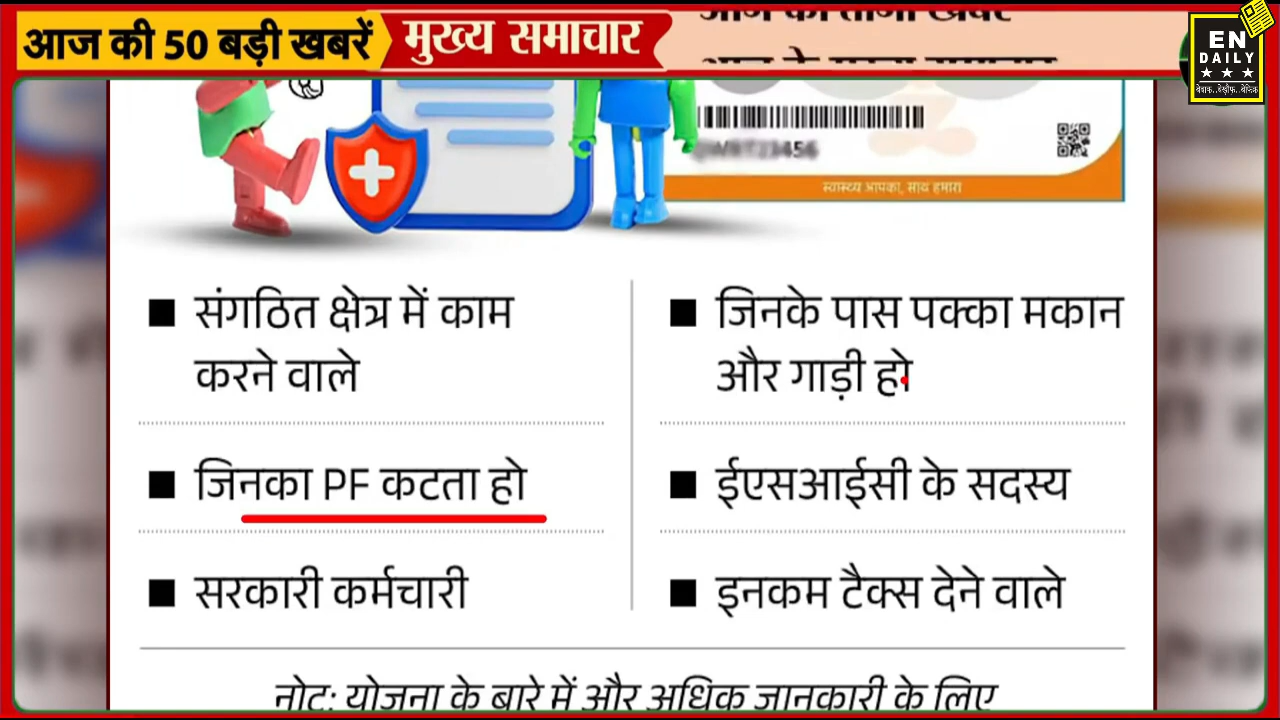 आज की 50 बड़ी खबरें
मुख्य समाचार
EN
DAILY
बेबाक..बेखौफ..बेफिक्र
स्वास्थ्य आपका, साथ हमारा
संगठित क्षेत्र में काम
करने वाले
जिनका PF कटता हो
सरकारी कर्मचारी
जिनके पास पक्का मकान
और गाड़ी हो
ईएसआईसी के सदस्य
इनकम टैक्स देने वाले
नोट: योजना के बारे में और अधिक जानकारी के लिए